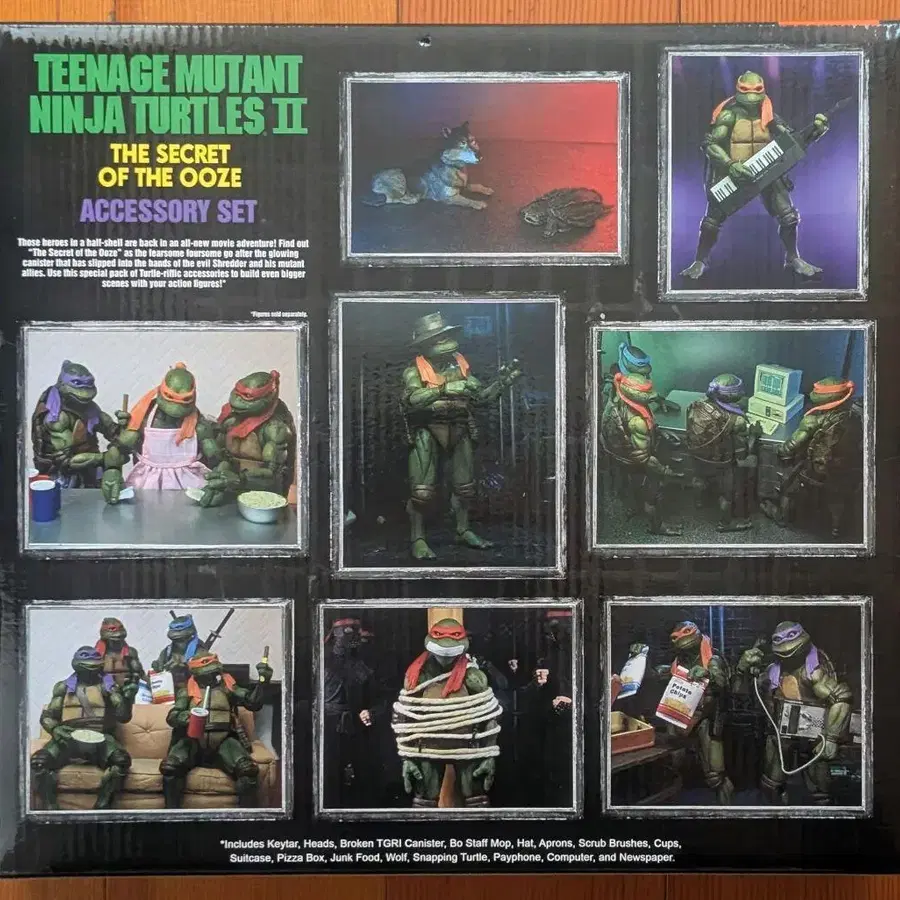 TEENAGE MUTANT
NINJA TURTLES II
THE SECRET
OF THE OOZE
ACCESSORY SET
Those heroes in a half-shell are back in an all-new movie adventure! Find out
"The Secret of the Ooze" as the fearsome foursome go after the glowing
canister that has slipped into the hands of the evil Shredder and his mutant
allies. Use this special pack of Turtle-riffic accessories to build even bigger
scenes with your action figures!*
*Figures sold separately.
Potato
Chips
*Includes Keytar, Heads, Broken TGRI Canister, Bo Staff Mop, Hat, Aprons, Scrub Brushes, Cups,
Suitcase, Pizza Box, Junk Food, Wolf, Snapping Turtle, Payphone, Computer, and Newspaper.